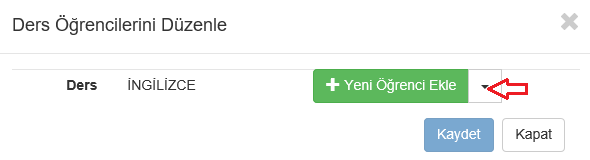 Ders Öğrencilerini Düzenle
Ders İNGİLİZCE Yeni Öğrenci Ekle
Kaydet Kapat